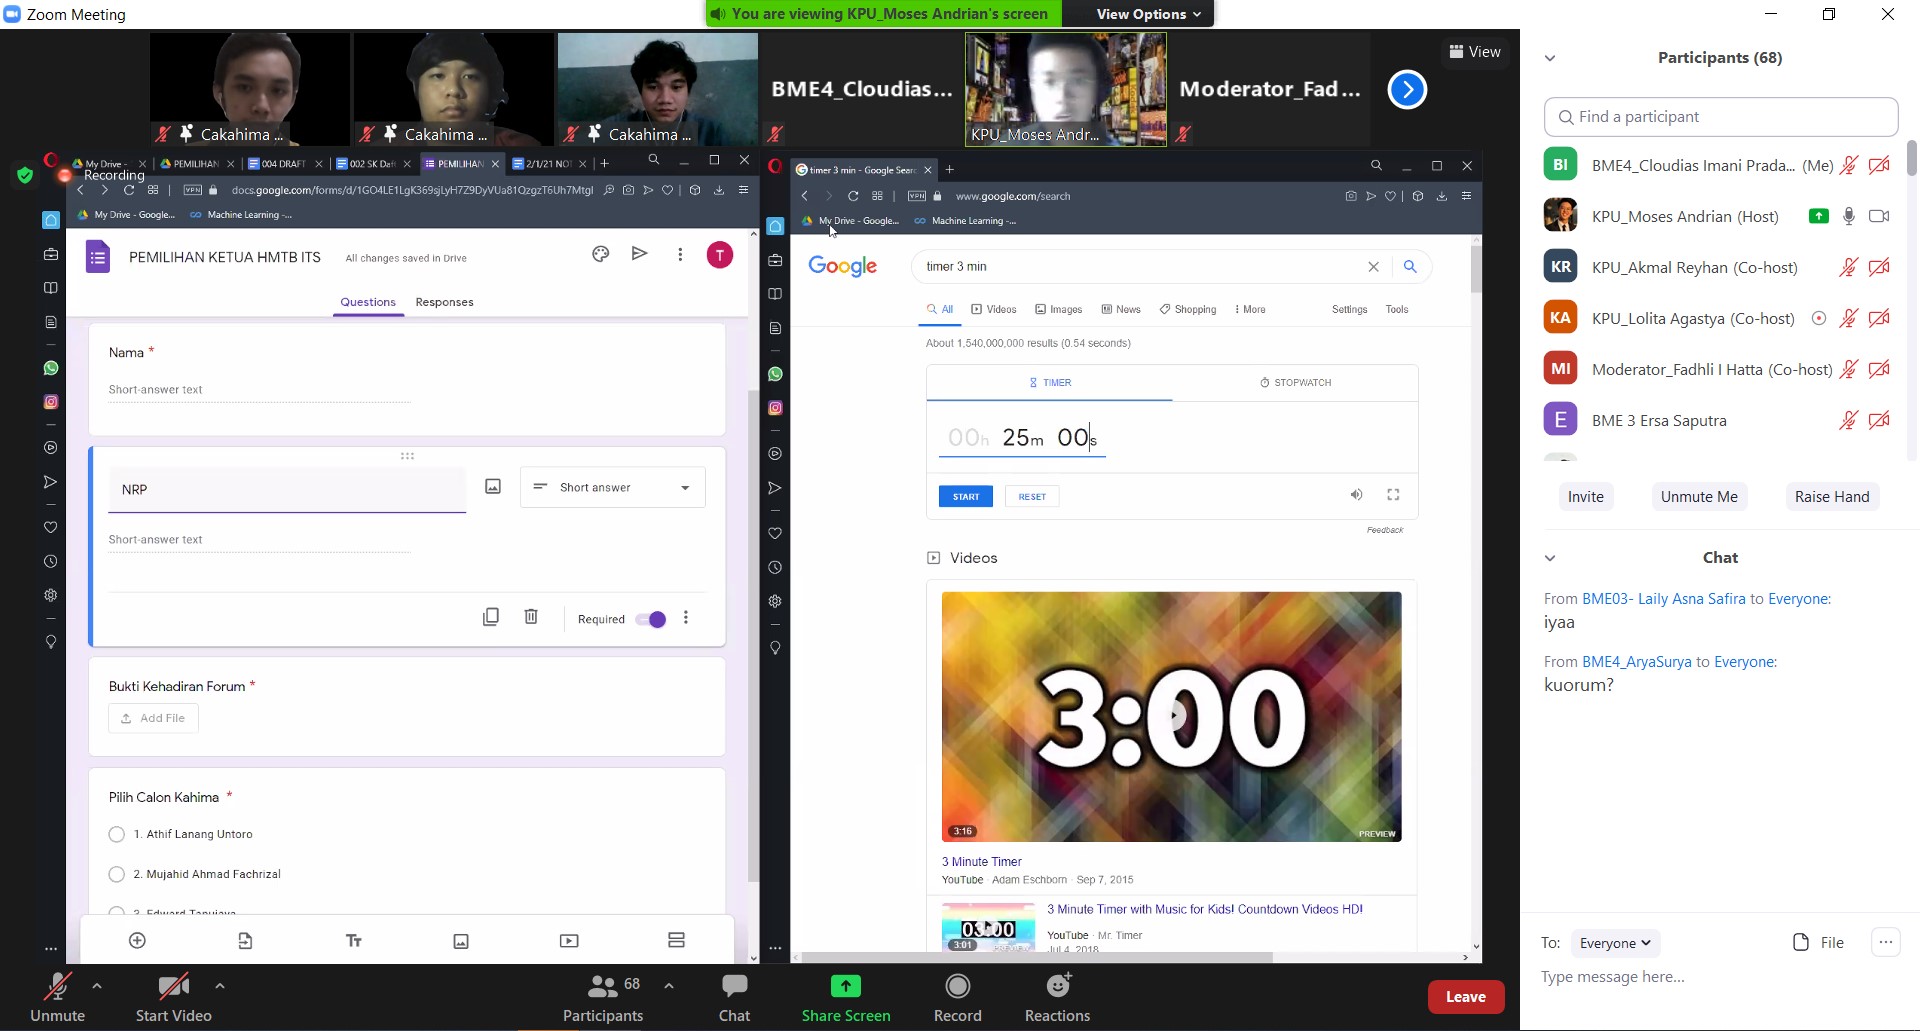 Zoom Meeting
You are viewing KPU_Moses Andrian's screen
View Options
View
Cakahima ...
Cakahima ...
Cakahima ...
BME4_Cloudias...
KPU_Moses Andr...
Moderator_Fad...
Recording
My Drive -
PEMILIHAN
004 DRAFT
002 SK Daft
PEMILIHAN
2/1/21 NOT
VPN
docs.google.com/forms/d/1GO4LE1LgK369sjLyH7Z9DyVUa81QzgzT6Uh7Mtgl
My Drive - Google...
Machine Learning -...
PEMILIHAN KETUA HMTB ITS
All changes saved in Drive
T
Questions
Responses
Nama *
Short-answer text
NRP
Short answer
Short-answer text
Required
Bukti Kehadiran Forum *
Add File
Pilih Calon Kahima *
1. Athif Lanang Untoro
2. Mujahid Ahmad Fachrizal
3. Edward Tanujaya
Tт
timer 3 min - Google Searc
VPN
www.google.com/search
My Drive - Google...
Machine Learning -...
Google
timer 3 min
All
Videos
Images
News
Shopping
More
Settings
Tools
About 1,540,000,000 results (0.54 seconds)
TIMER
STOPWATCH
00h 25m 00s
START
RESET
Feedback
Videos
3:00
3:16
PREVIEW
3 Minute Timer
YouTube · Adam Eschborn · Sep 7, 2015
03:00
3:01
3 Minute Timer with Music for Kids! Countdown Videos HD!
YouTube · Mr. Timer
Jul 4, 2018
Participants (68)
Find a participant
BI
BME4_Cloudias Imani Prada... (Me)
KPU_Moses Andrian (Host)
KR
KPU_Akmal Reyhan (Co-host)
KA
KPU_Lolita Agastya (Co-host)
MI
Moderator_Fadhli I Hatta (Co-host)
E
BME 3 Ersa Saputra
Invite
Unmute Me
Raise Hand
Chat
From BME03- Laily Asna Safira to Everyone:
iyaa
From BME4_AryaSurya to Everyone:
kuorum?
To:
Everyone
File
Type message here...
Unmute
Start Video
68
Participants
Chat
Share Screen
Record
Reactions
Leave